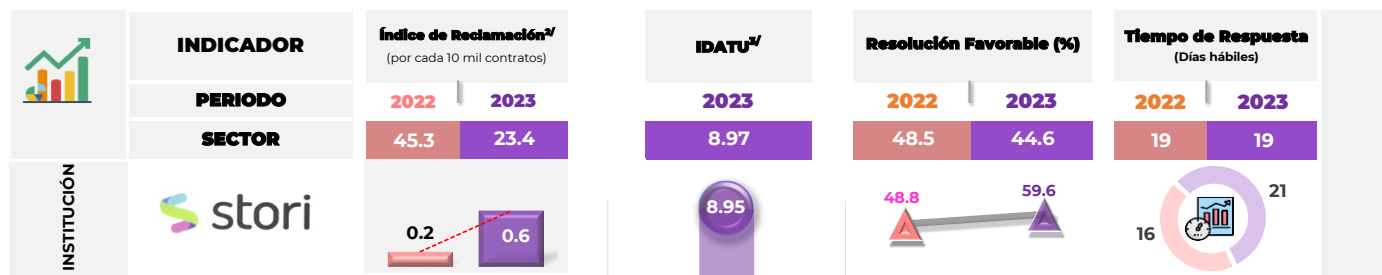 INDICADOR
Índice de Reclamación2/
(por cada 10 mil contratos)
IDATU3/
Resolución Favorable (%)
Tiempo de Respuesta
(Días hábiles)
PERIODO
2022 2023
2023
2022 2023
2022 2023
SECTOR
45.3 23.4
8.97
48.5 44.6
19 19
INSTITUCIÓN
stori
0.2 0.6
8.95
48.8 59.6
16 21